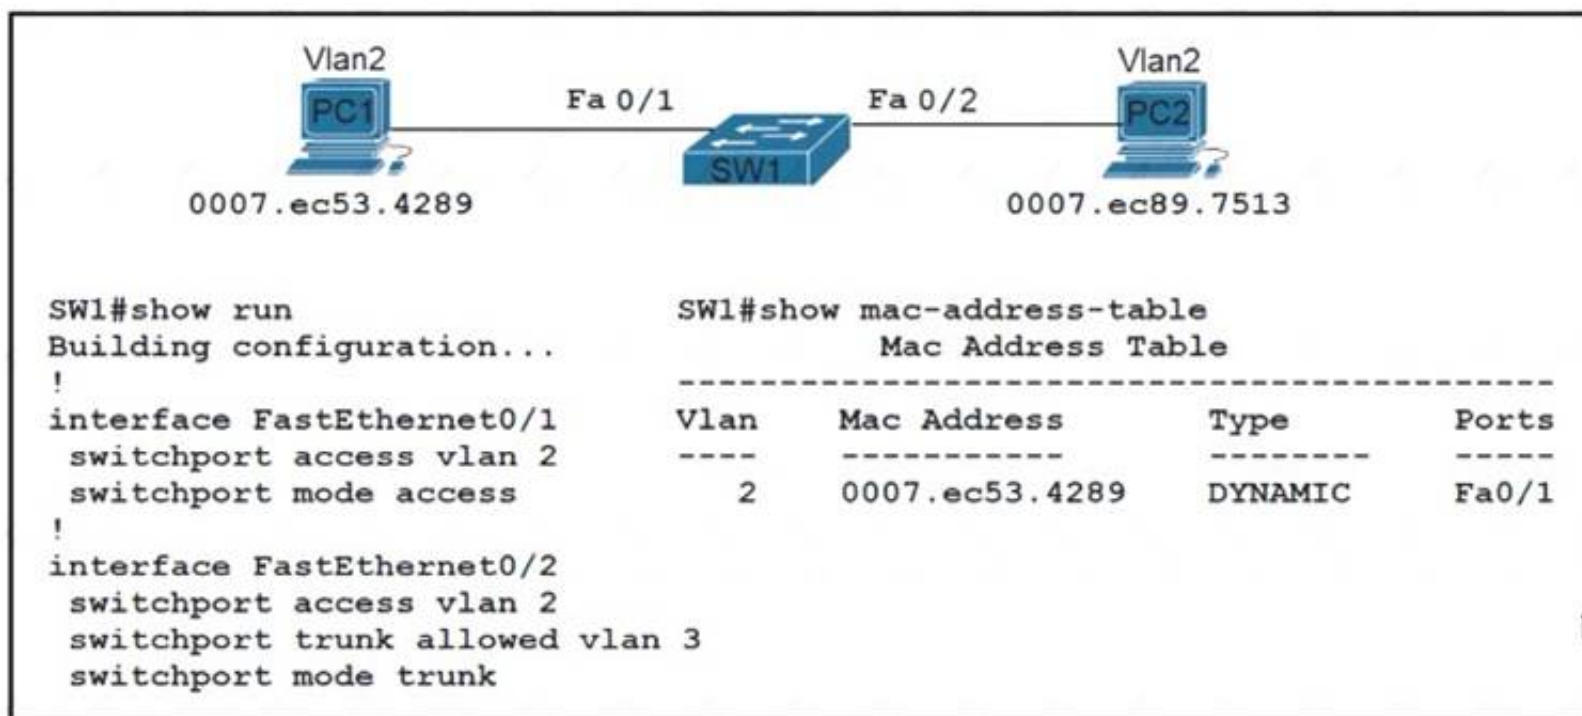 Vlan2
Vlan2
PC1
Fa 0/1
Fa 0/2
PC2
SW1
0007.ec53.4289
0007.ec89.7513
SW1#show run
Building configuration...
!
interface FastEthernet0/1
switchport access vlan 2
switchport mode access
!
interface FastEthernet0/2
switchport access vlan 2
switchport trunk allowed vlan 3
switchport mode trunk
SW1#show mac-address-table
Mac Address Table
-------------------------------------------
Vlan Mac Address Type Ports
---- ----------- -------- -----
2 0007.ec53.4289 DYNAMIC Fa0/1